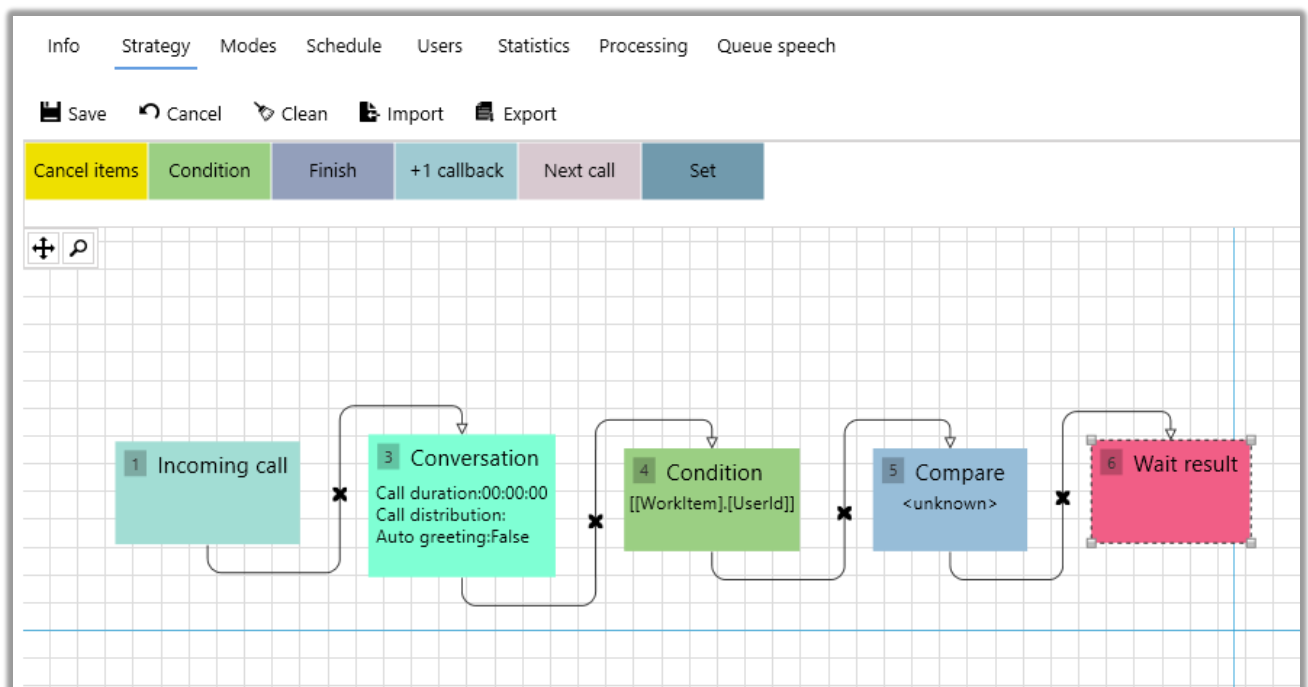 Info Strategy Modes Schedule Users Statistics Processing Queue speech
Save Cancel Clean Import Export
Cancel items Condition Finish +1 callback Next call Set
1 Incoming call
3 Conversation
Call duration:00:00:00
Call distribution:
Auto greeting:False
4 Condition
[[WorkItem].[UserId]]
5 Compare
<unknown>
6 Wait result